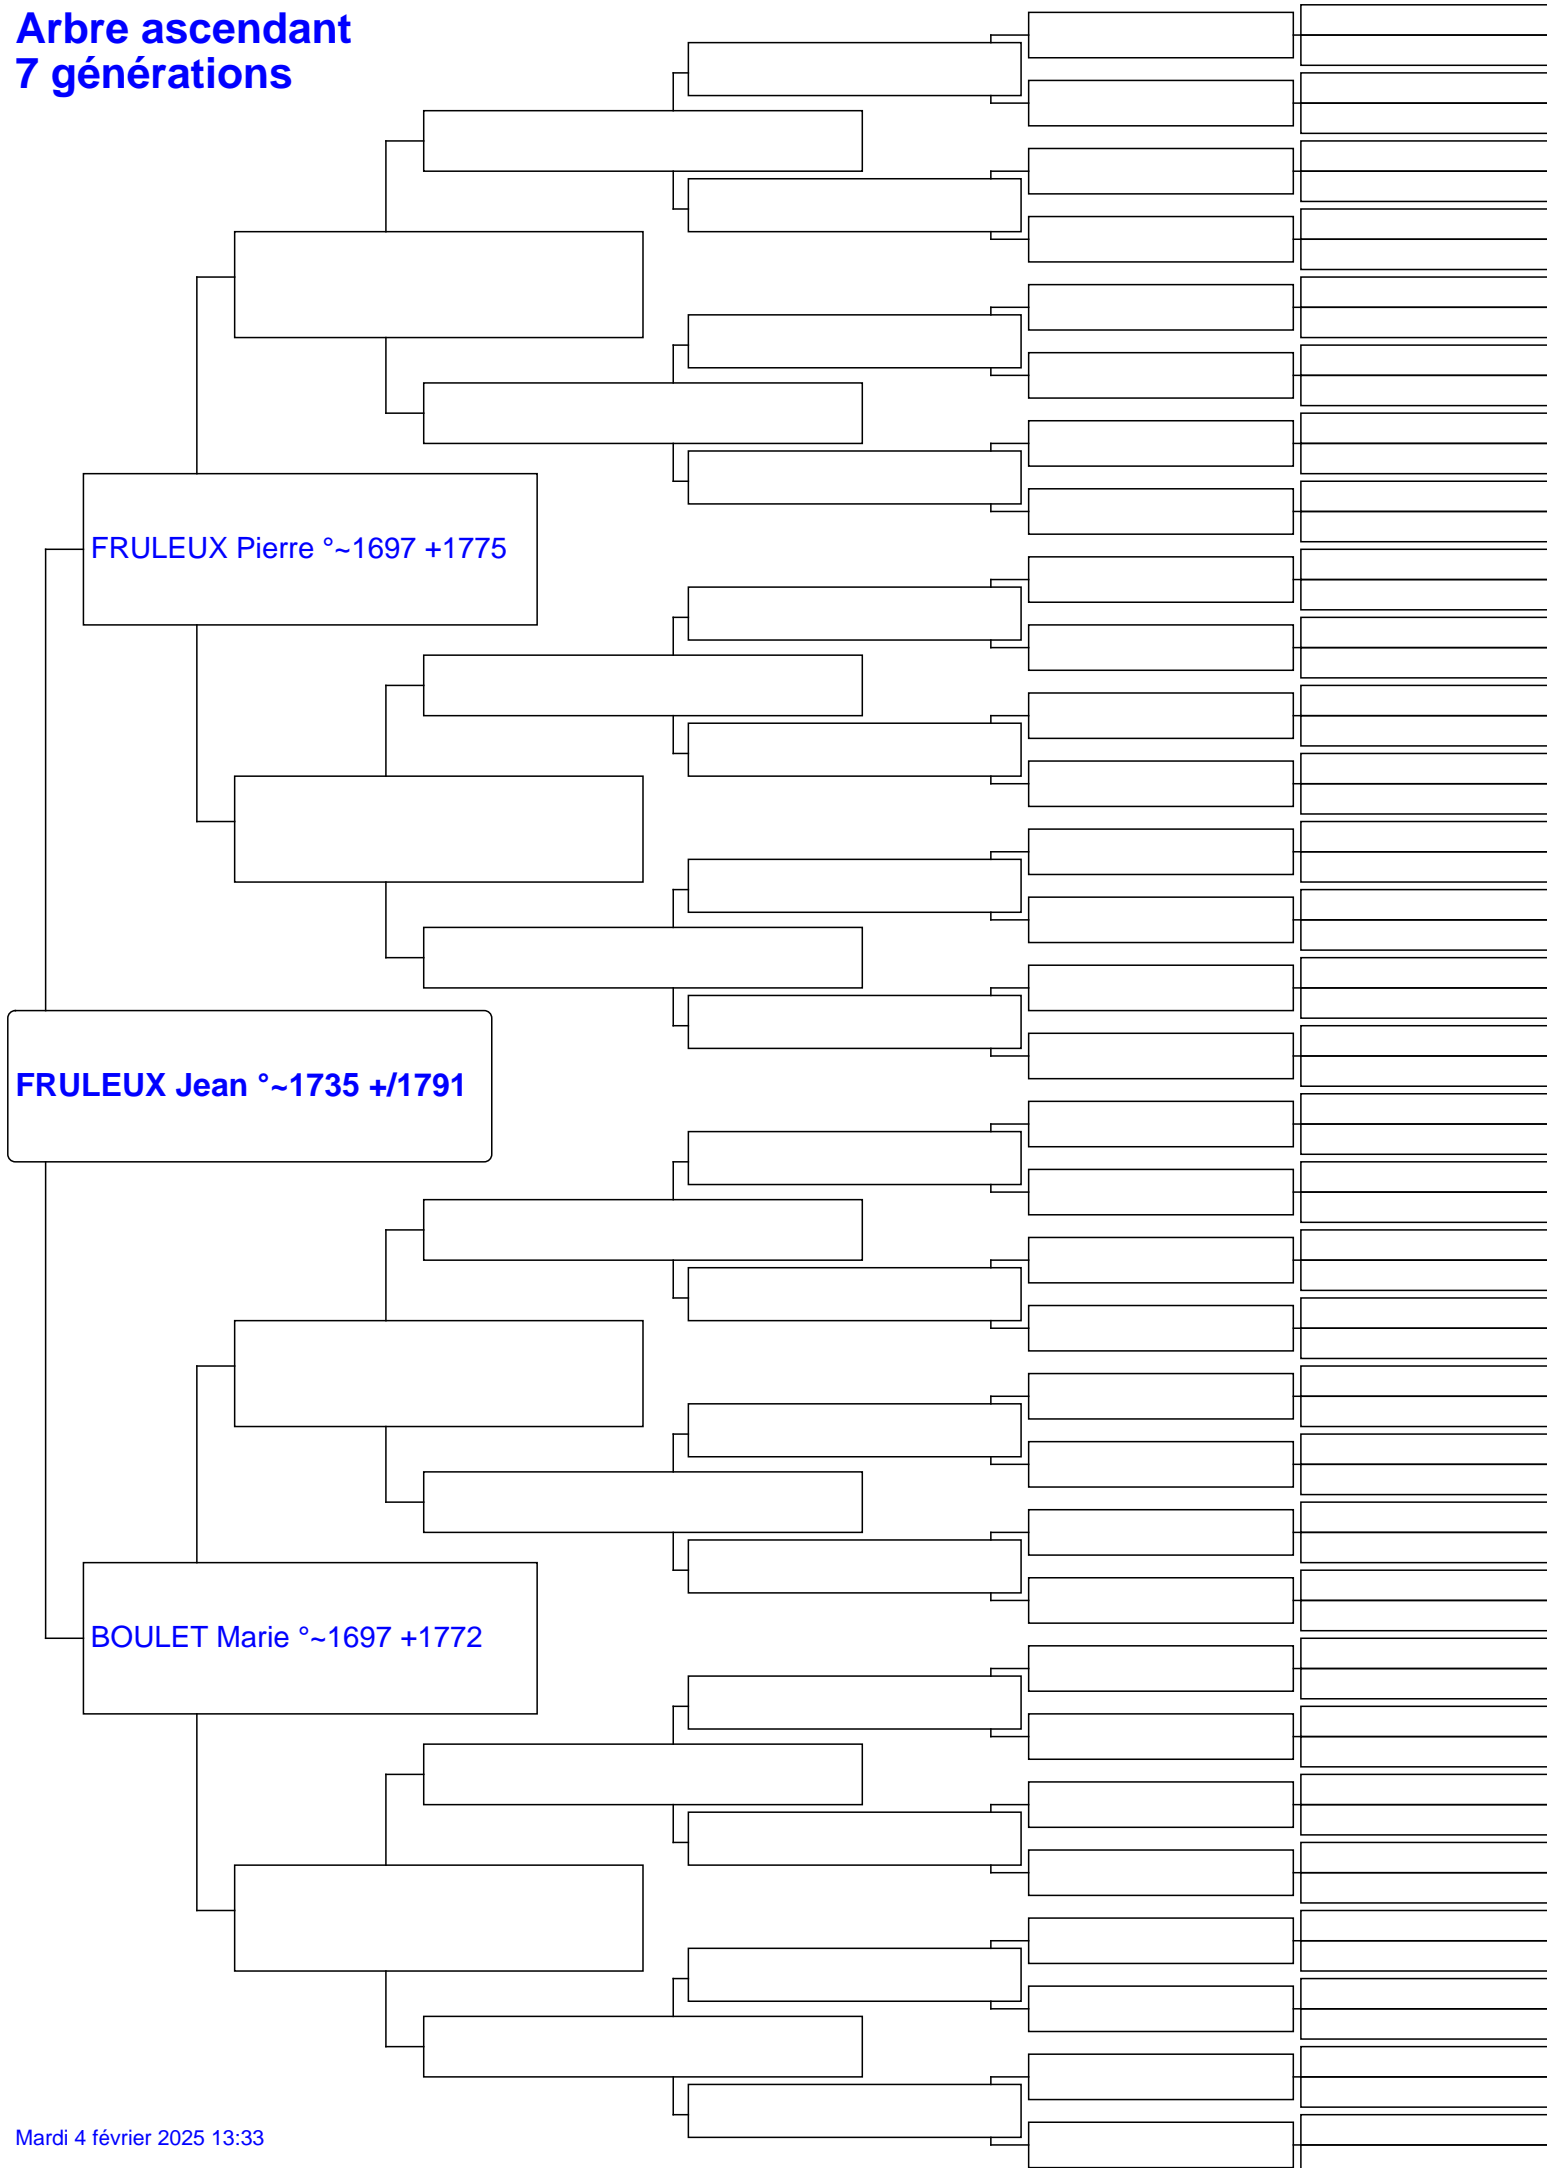 Arbre ascendant
7 générations
FRULEUX Pierre °~1697 +1775
FRULEUX Jean °~1735 +/1791
BOULET Marie °~1697 +1772
Mardi 4 février 2025 13:33